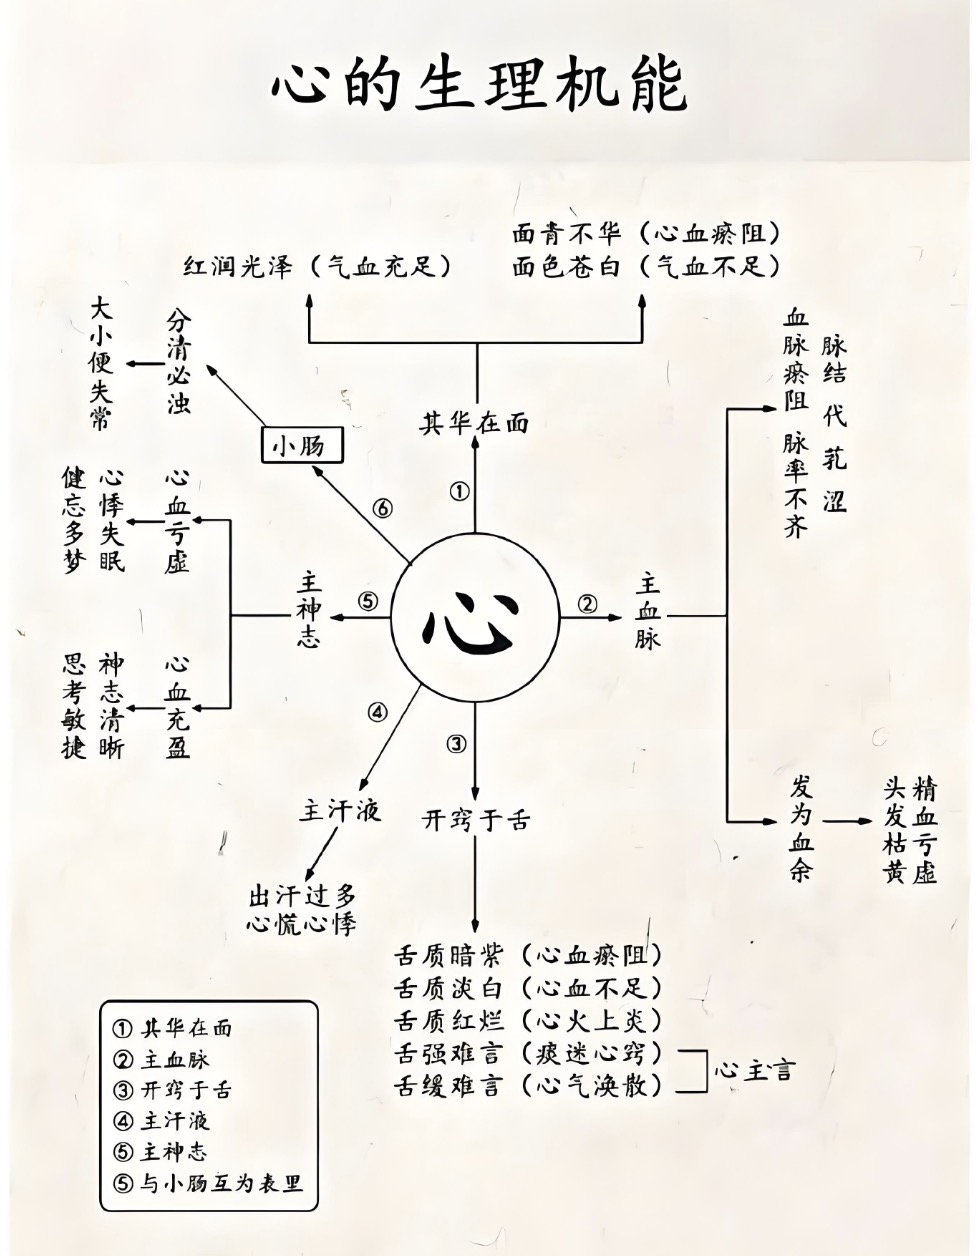 心的生理机能
面青不华（心血瘀阻）
红润光泽（气血充足）
面色苍白（气血不足）
其华在面
①
小肠
⑥
分清必浊
大小便失常
心血亏虚
心悸失眠
健忘多梦
主神志
⑤
心血充盈
神志清晰
思考敏捷
心
②
主血脉
血脉瘀阻 脉率不齐
脉结 代 乳 涩
发为血余
精血亏虚
头发枯黄
④
主汗液
出汗过多
心慌心悸
③
开窍于舌
舌质暗紫（心血瘀阻）
舌质淡白（心血不足）
舌质红烂（心火上炎）
舌强难言（痰迷心窍）
舌缓难言（心气涣散）
心主言
①其华在面
②主血脉
③开窍于舌
④主汗液
⑤主神志
⑤与小肠互为表里